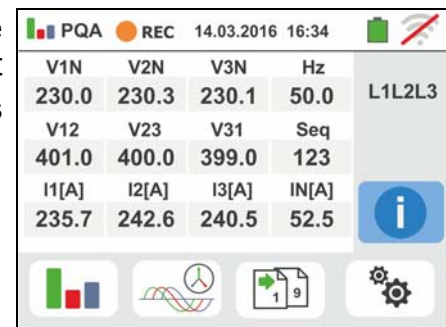 PQA REC 14.03.2016 16:34
V1N V2N V3N Hz
230.0 230.3 230.1 50.0 L1L2L3
V12 V23 V31 Seq
401.0 400.0 399.0 123
I1[A] I2[A] I3[A] IN[A]
235.7 242.6 240.5 52.5
i
1 9